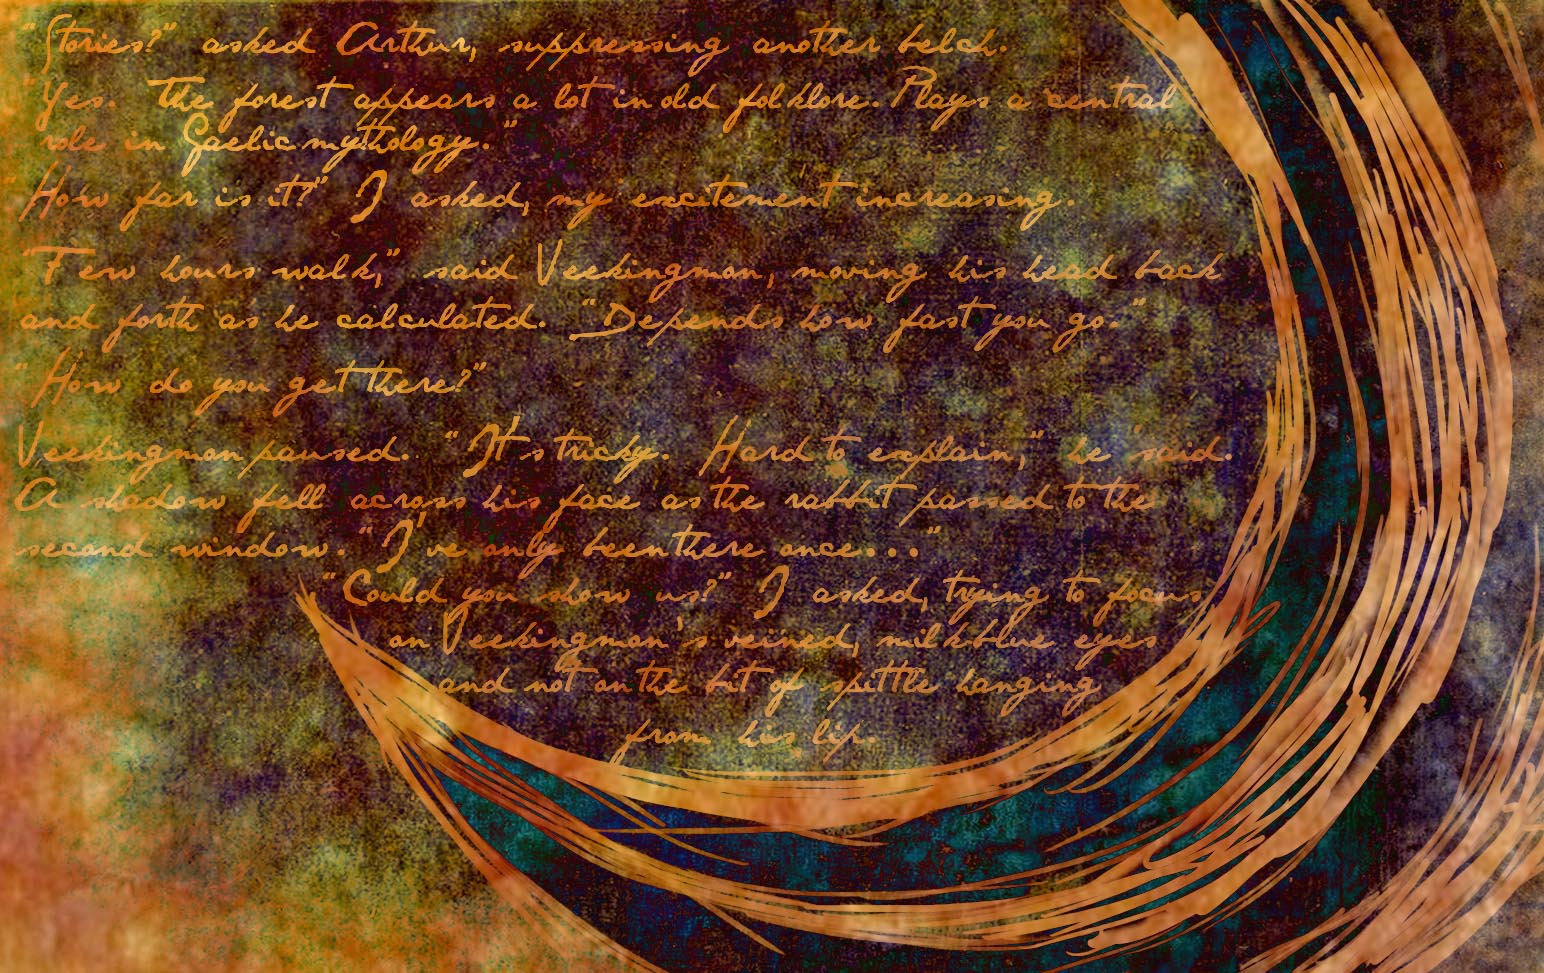 "Stories?" asked Arthur, suppressing another belch.
"Yes. The forest appears a lot in old folklore. Plays a central
role in Gaelic mythology."
"How far is it?" I asked, my excitement increasing.
"Few hours walk," said Veekingmon, moving his head back
and forth as he calculated. "Depends how fast you go."
"How do you get there?"
Veekingmon paused. "It's tricky. Hard to explain," he said.
A shadow fell across his face as the rabbit passed to the
second window. "I've only been there once..."
"Could you show us?" I asked, trying to focus
on Veekingmon's veined, milkblue eyes
and not on the bit of spittle hanging
from his lip.